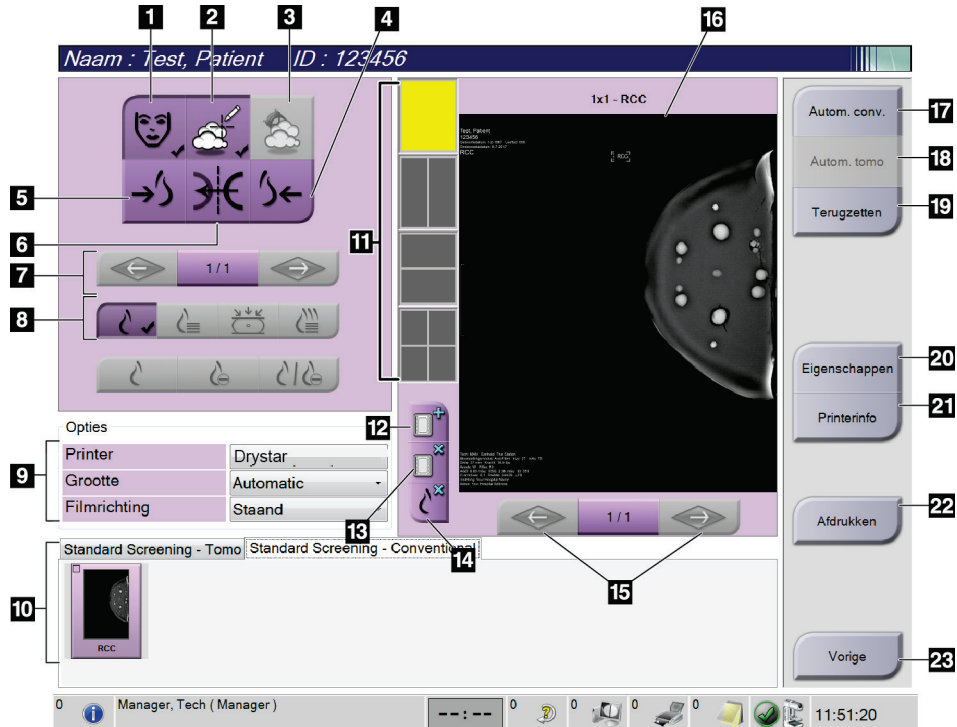 1
2
3
4
16
Naam : Test, Patient ID : 123456
1x1 - RCC
Test, Patient
123456
RCC
RCC
Autom. conv.
17
Autom. tomo
18
Terugzetten
19
5
6
7
1 / 1
8
11
Eigenschappen
20
Printerinfo
21
12
13
14
Opties
9
Printer
Drystar
Grootte
Automatic
Filmrichting
Staand
1 / 1
15
Afdrukken
22
Standard Screening - Tomo
Standard Screening - Conventional
10
RCC
Vorige
23
0
Manager, Tech ( Manager )
--:--
0
0
0
0
11:51:20